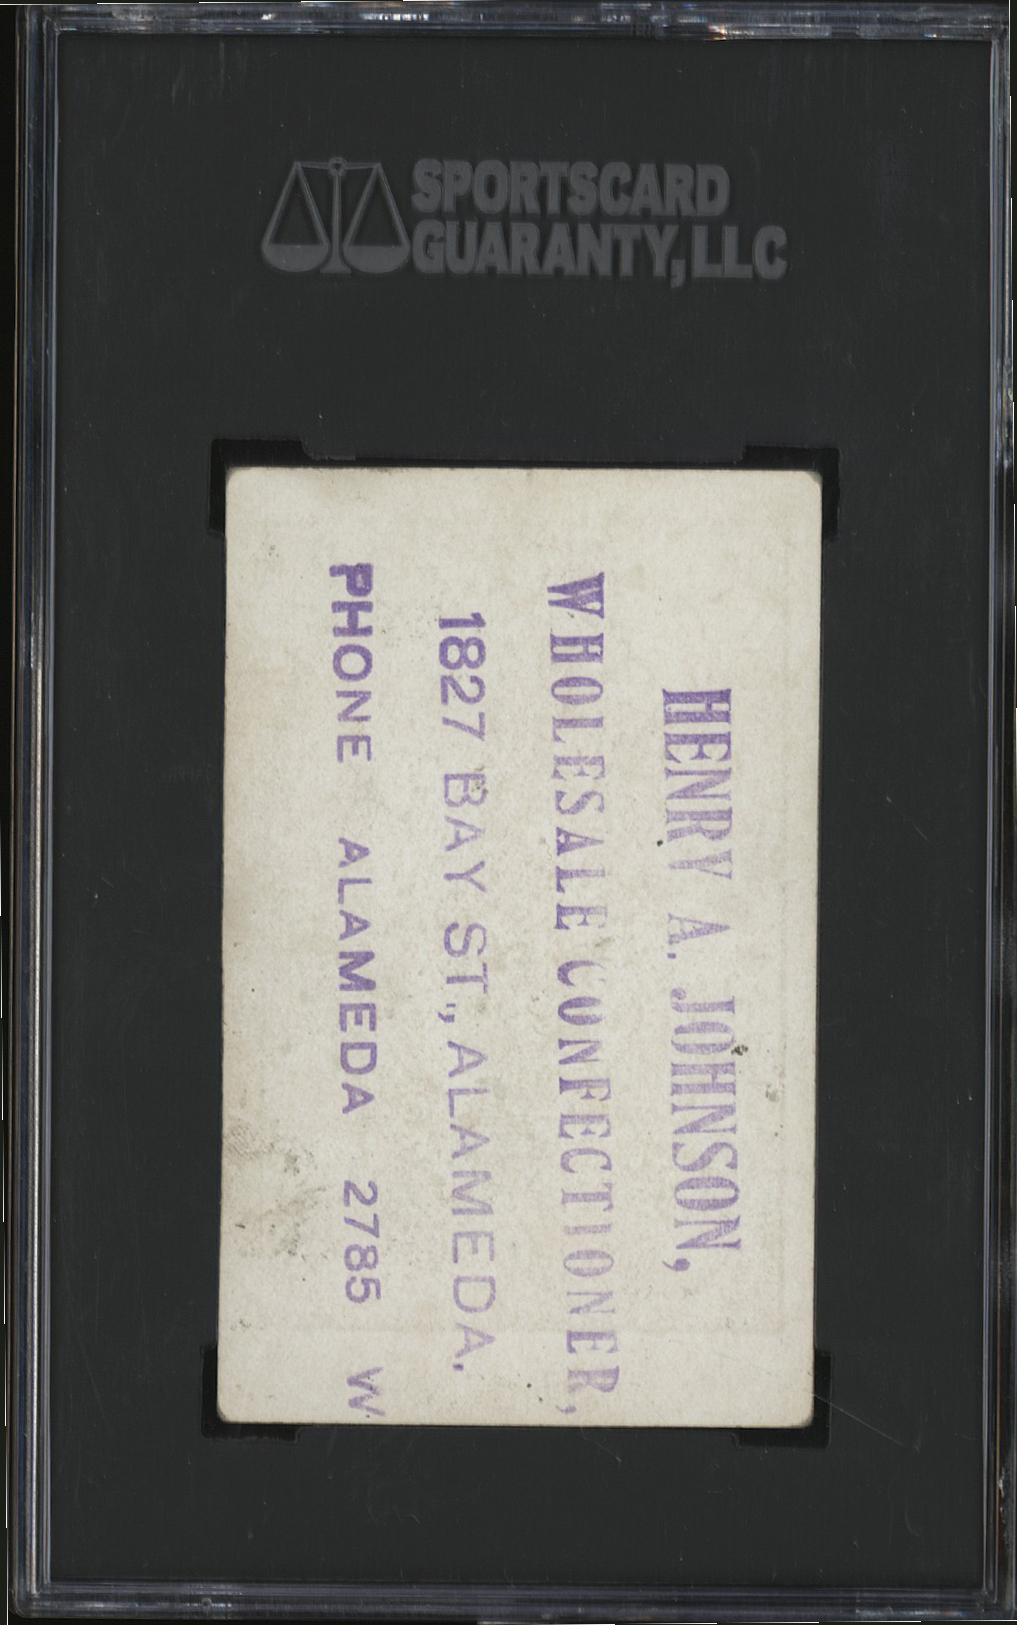 SPORTSCARD
GUARANTY, LLC
HENRY A. JOHNSON,
WHOLESALE CONFECTIONER,
1827 BAY ST., ALAMEDA.
PHONE ALAMEDA 2785 W.